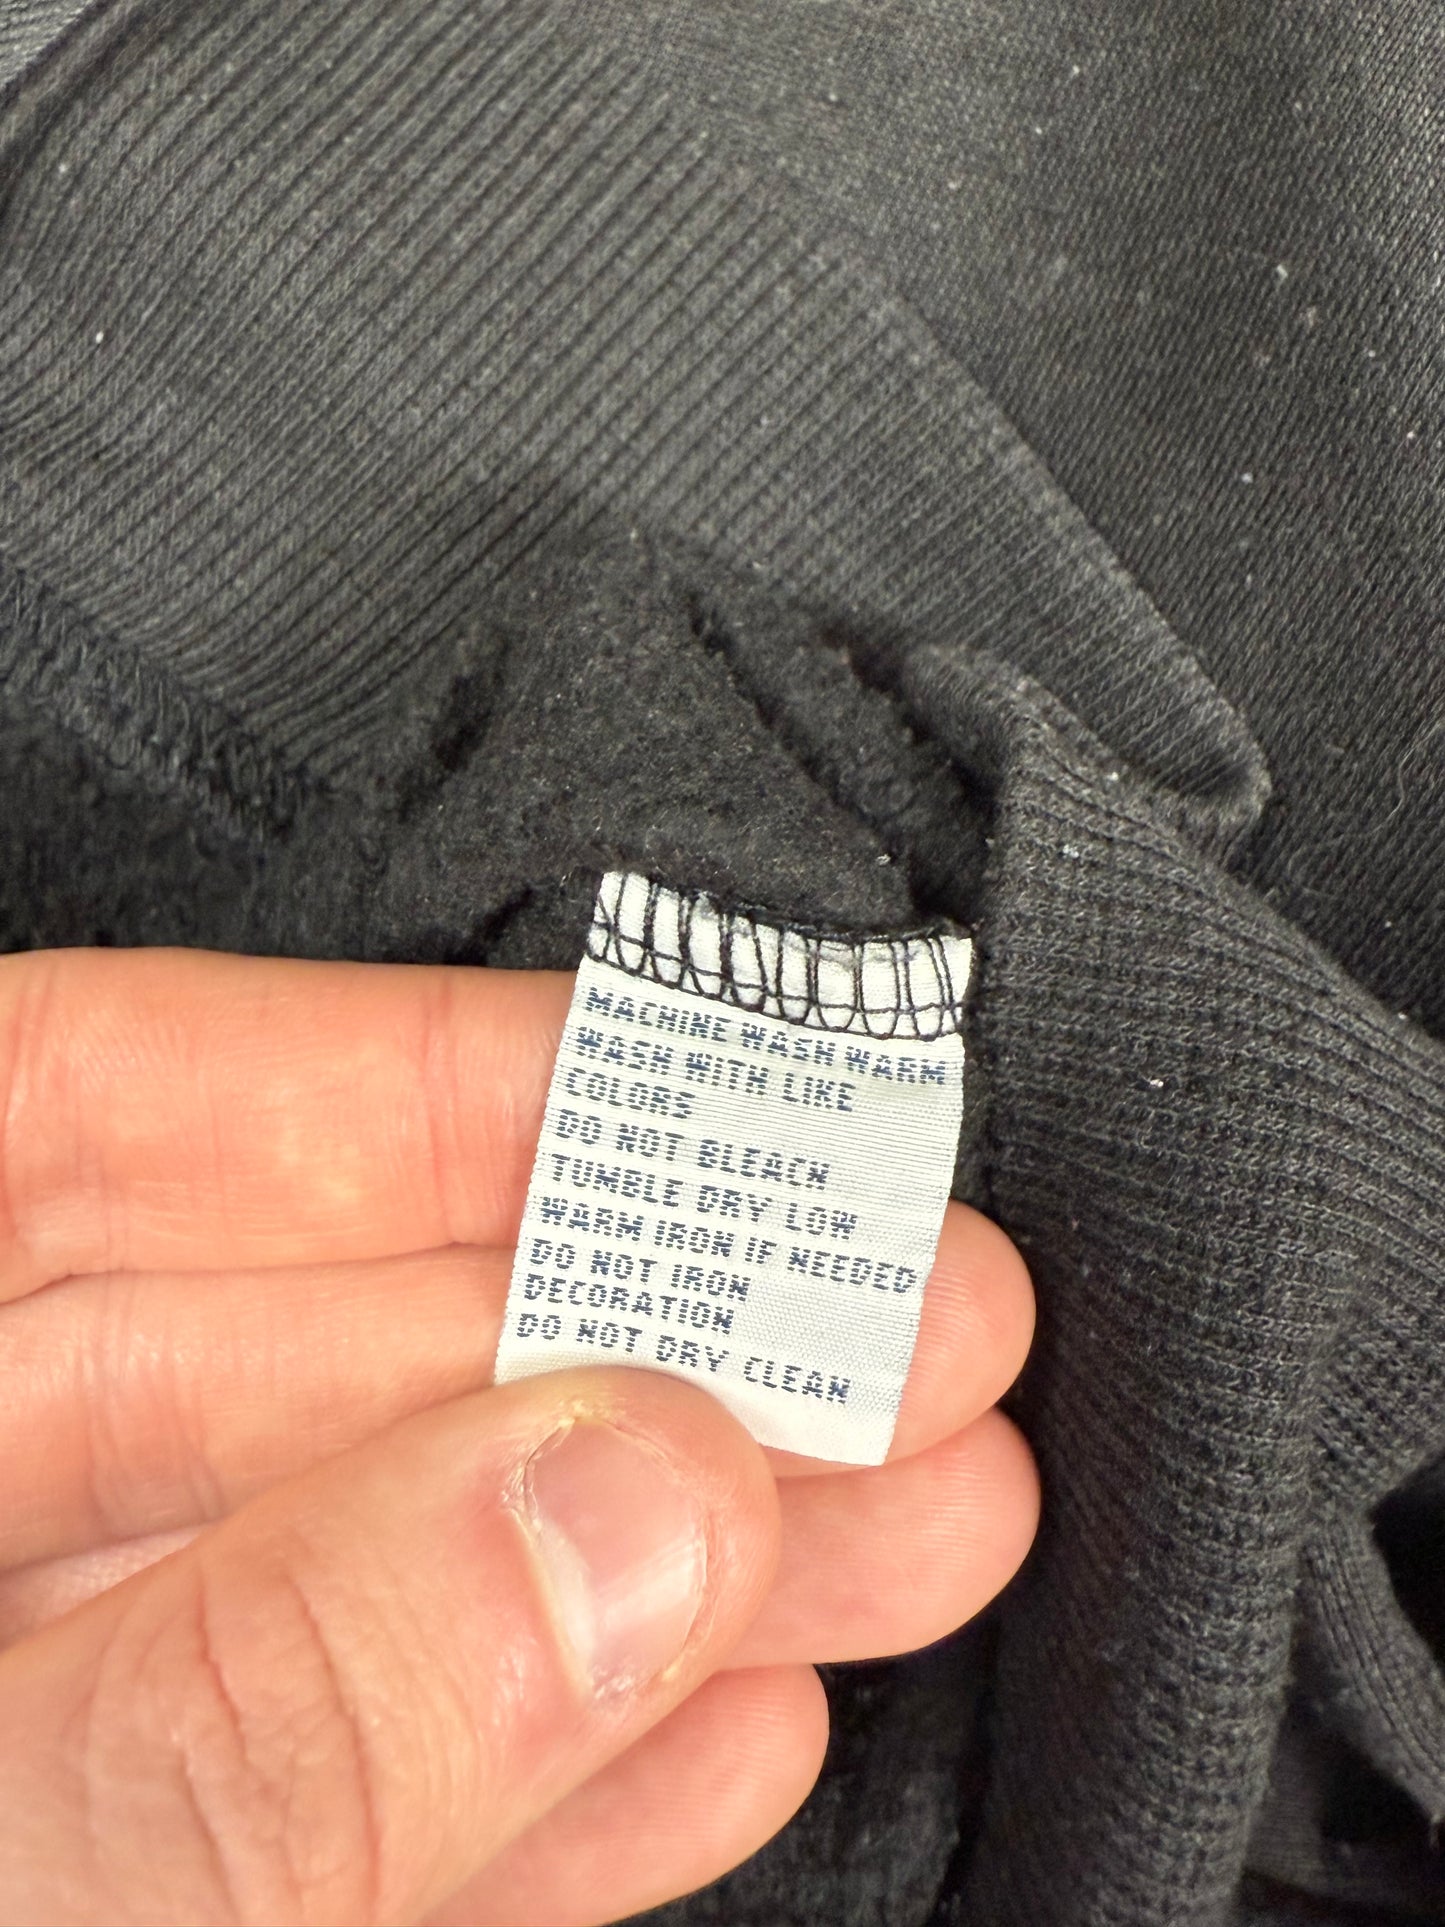 MACHINE WASH WARM
WASH WITH LIKE
COLORS
DO NOT BLEACH
TUMBLE DRY LOW
WARM IRON IF NEEDED
DO NOT IRON
DECORATION
DO NOT DRY CLEAN